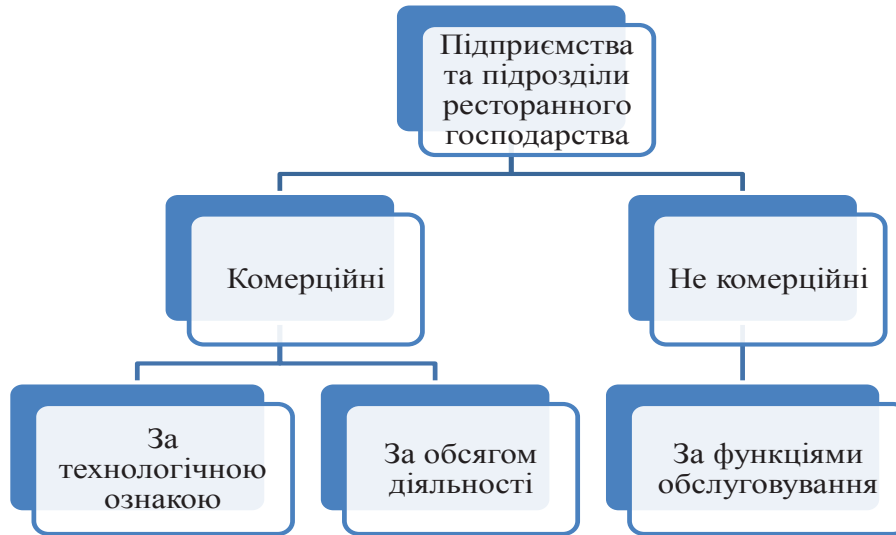 Підприємства
та підрозділи
ресторанного
господарства
Комерційні
Не комерційні
За
технологічною
ознакою
За обсягом
діяльності
За функціями
обслуговування